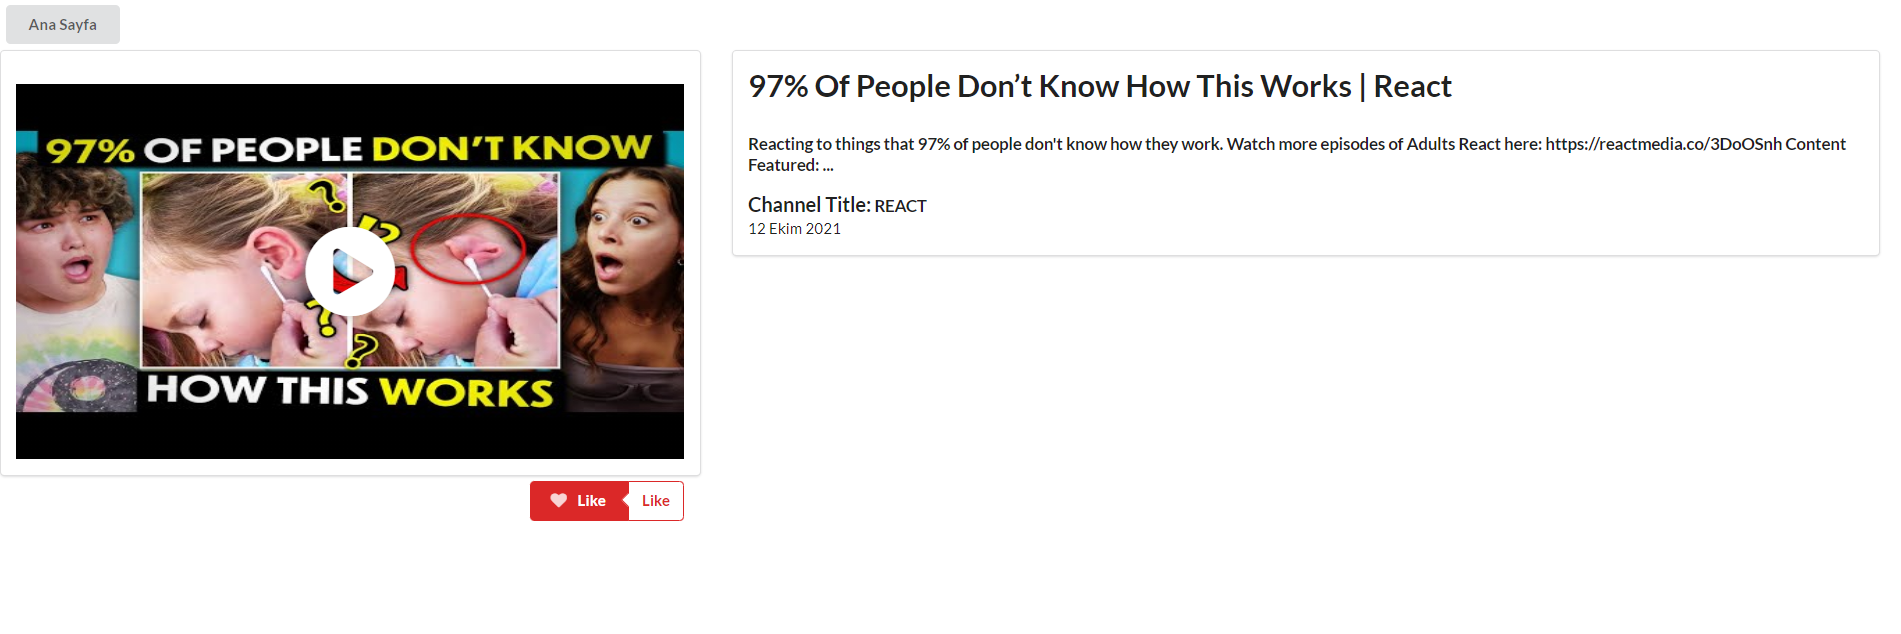 Ana Sayfa
97% OF PEOPLE DON'T KNOW
? !?
? ?
HOW THIS WORKS
Like Like
97% Of People Don’t Know How This Works | React
Reacting to things that 97% of people don't know how they work. Watch more episodes of Adults React here: https://reactmedia.co/3DoOSnh Content
Featured: ...
Channel Title: REACT
12 Ekim 2021